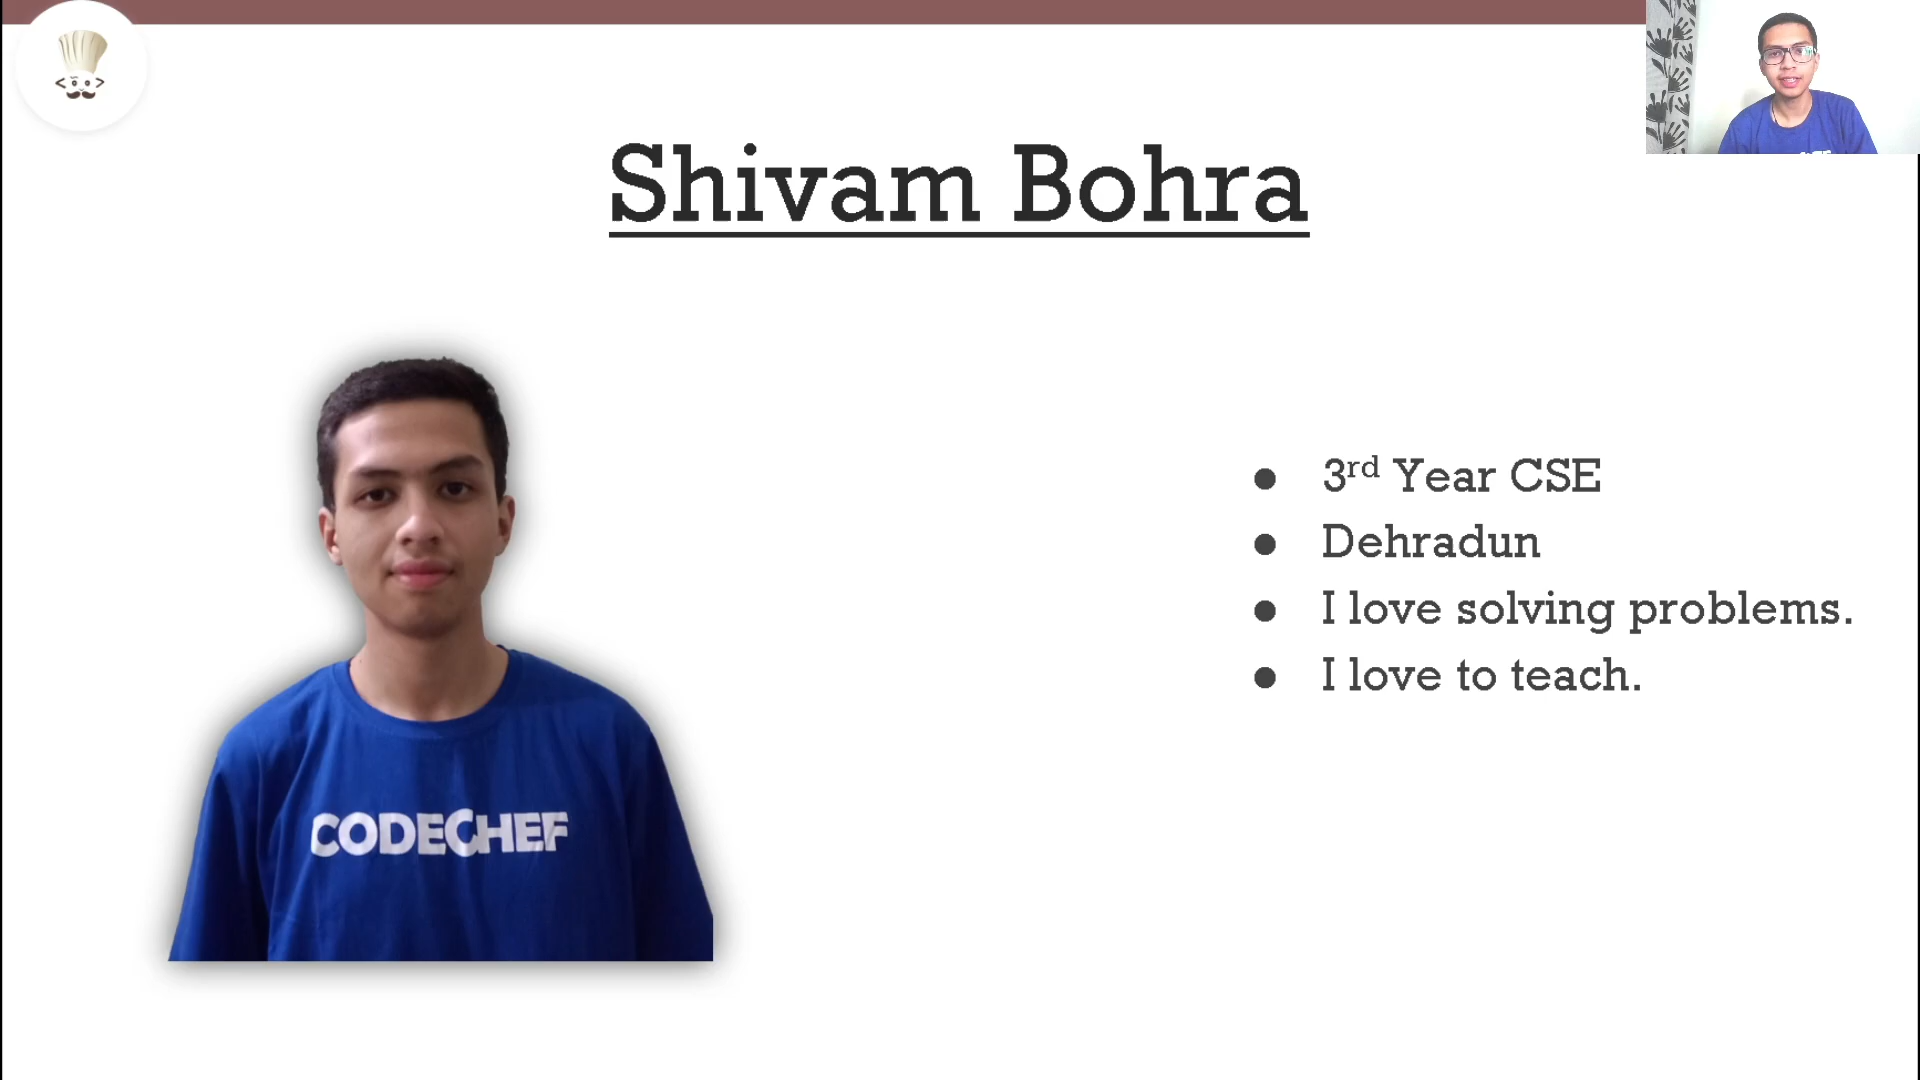 Shivam Bohra
● 3rd Year CSE
● Dehradun
● I love solving problems.
● I love to teach.
CODECHEF